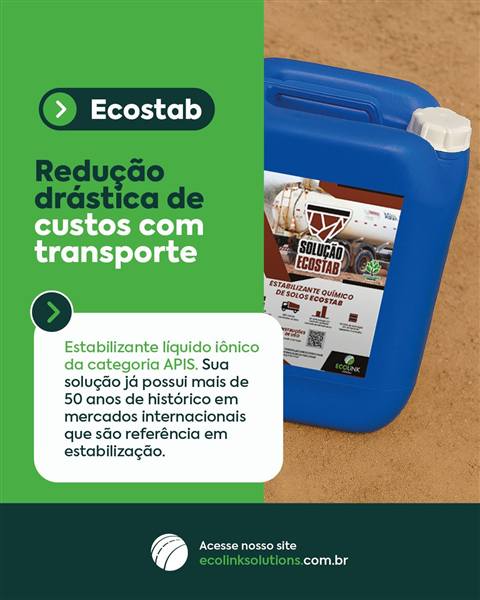 Ecostab
Redução
drástica de
custos com
transporte
Estabilizante líquido iônico
da categoria APIS. Sua
solução já possui mais de
50 anos de histórico em
mercados internacionais
que são referência em
estabilização.
SOLUÇÃO
ECOSTAB
ESTABILIZANTE QUÍMICO
DE SOLOS ECOSTAB
ECOLINK
Acesse nosso site
ecolinksolutions.com.br